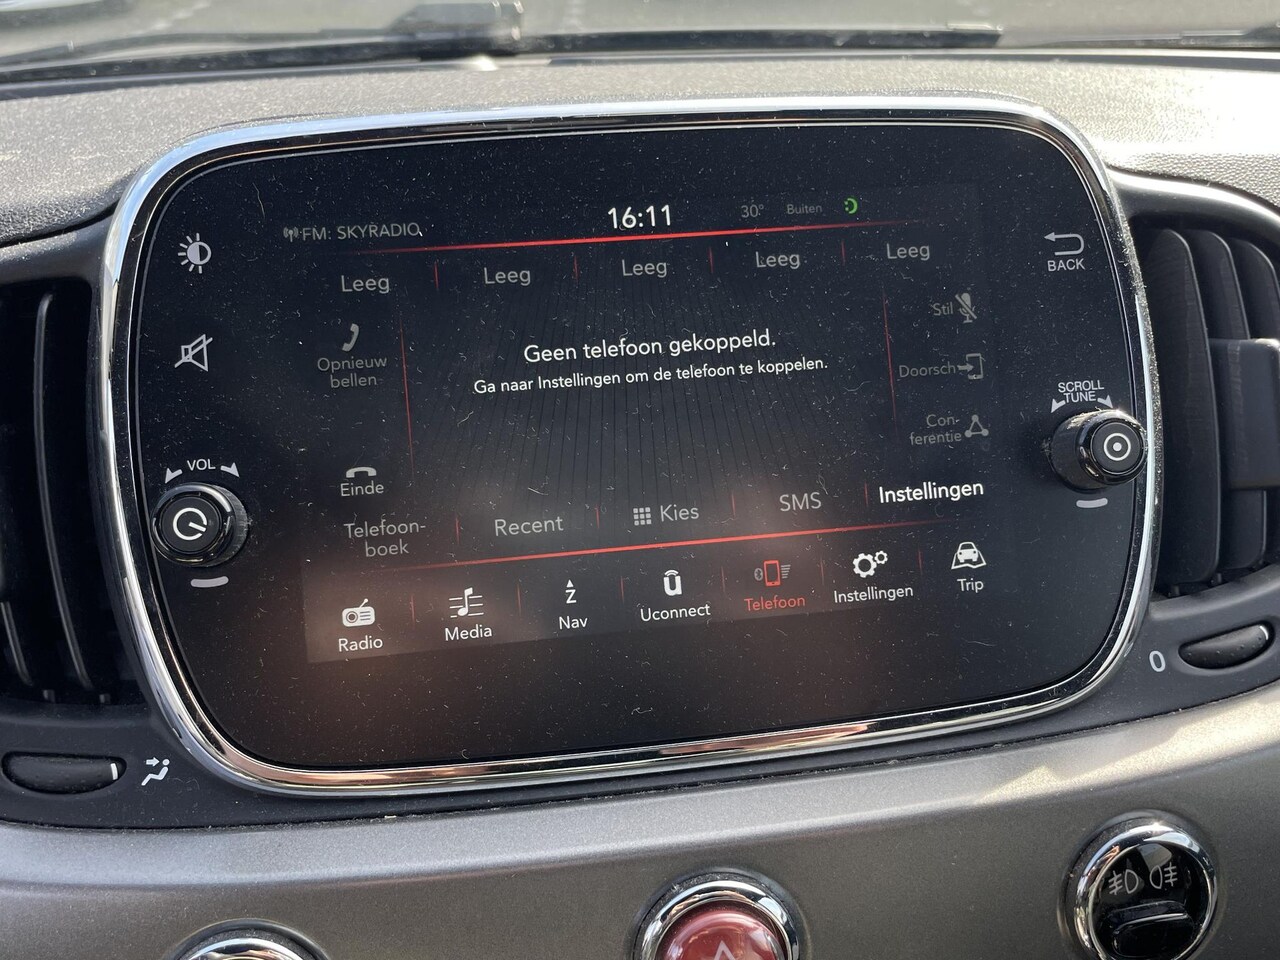 FM: SKYRADIO
16:11
30°
Buiten
Leeg
Leeg
Leeg
Leeg
Leeg
BACK
Opnieuw
bellen
Geen telefoon gekoppeld.
Ga naar Instellingen om de telefoon te koppelen.
Stil
Doorsch
Con-
ferentie
SCROLL
TUNE
VOL
Einde
Telefoon-
boek
Recent
Kies
SMS
Instellingen
Radio
Media
Z
Nav
u
Uconnect
Telefoon
Instellingen
Trip
0